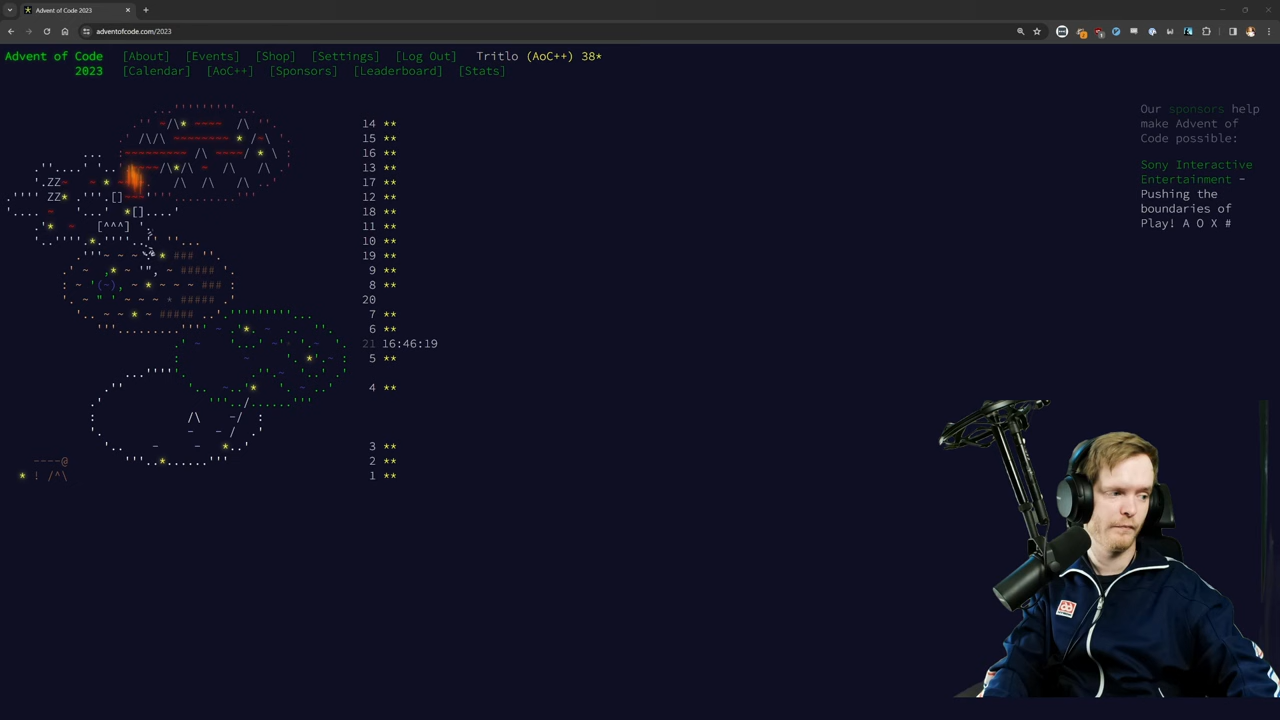 Advent of Code 2023
adventofcode.com/2023
Advent of Code [About] [Events] [Shop] [Settings] [Log Out] Tritlo (AoC++) 38*
2023 [Calendar] [AoC++] [Sponsors] [Leaderboard] [Stats]
Our sponsors help
make Advent of
Code possible:
Sony Interactive
Entertainment -
Pushing the
boundaries of
Play! A O X #
14 **
15 **
16 **
13 **
17 **
12 **
18 **
11 **
10 **
19 **
9 **
8 **
20
7 **
6 **
21 16:46:19
5 **
4 **
3 **
2 **
1 **